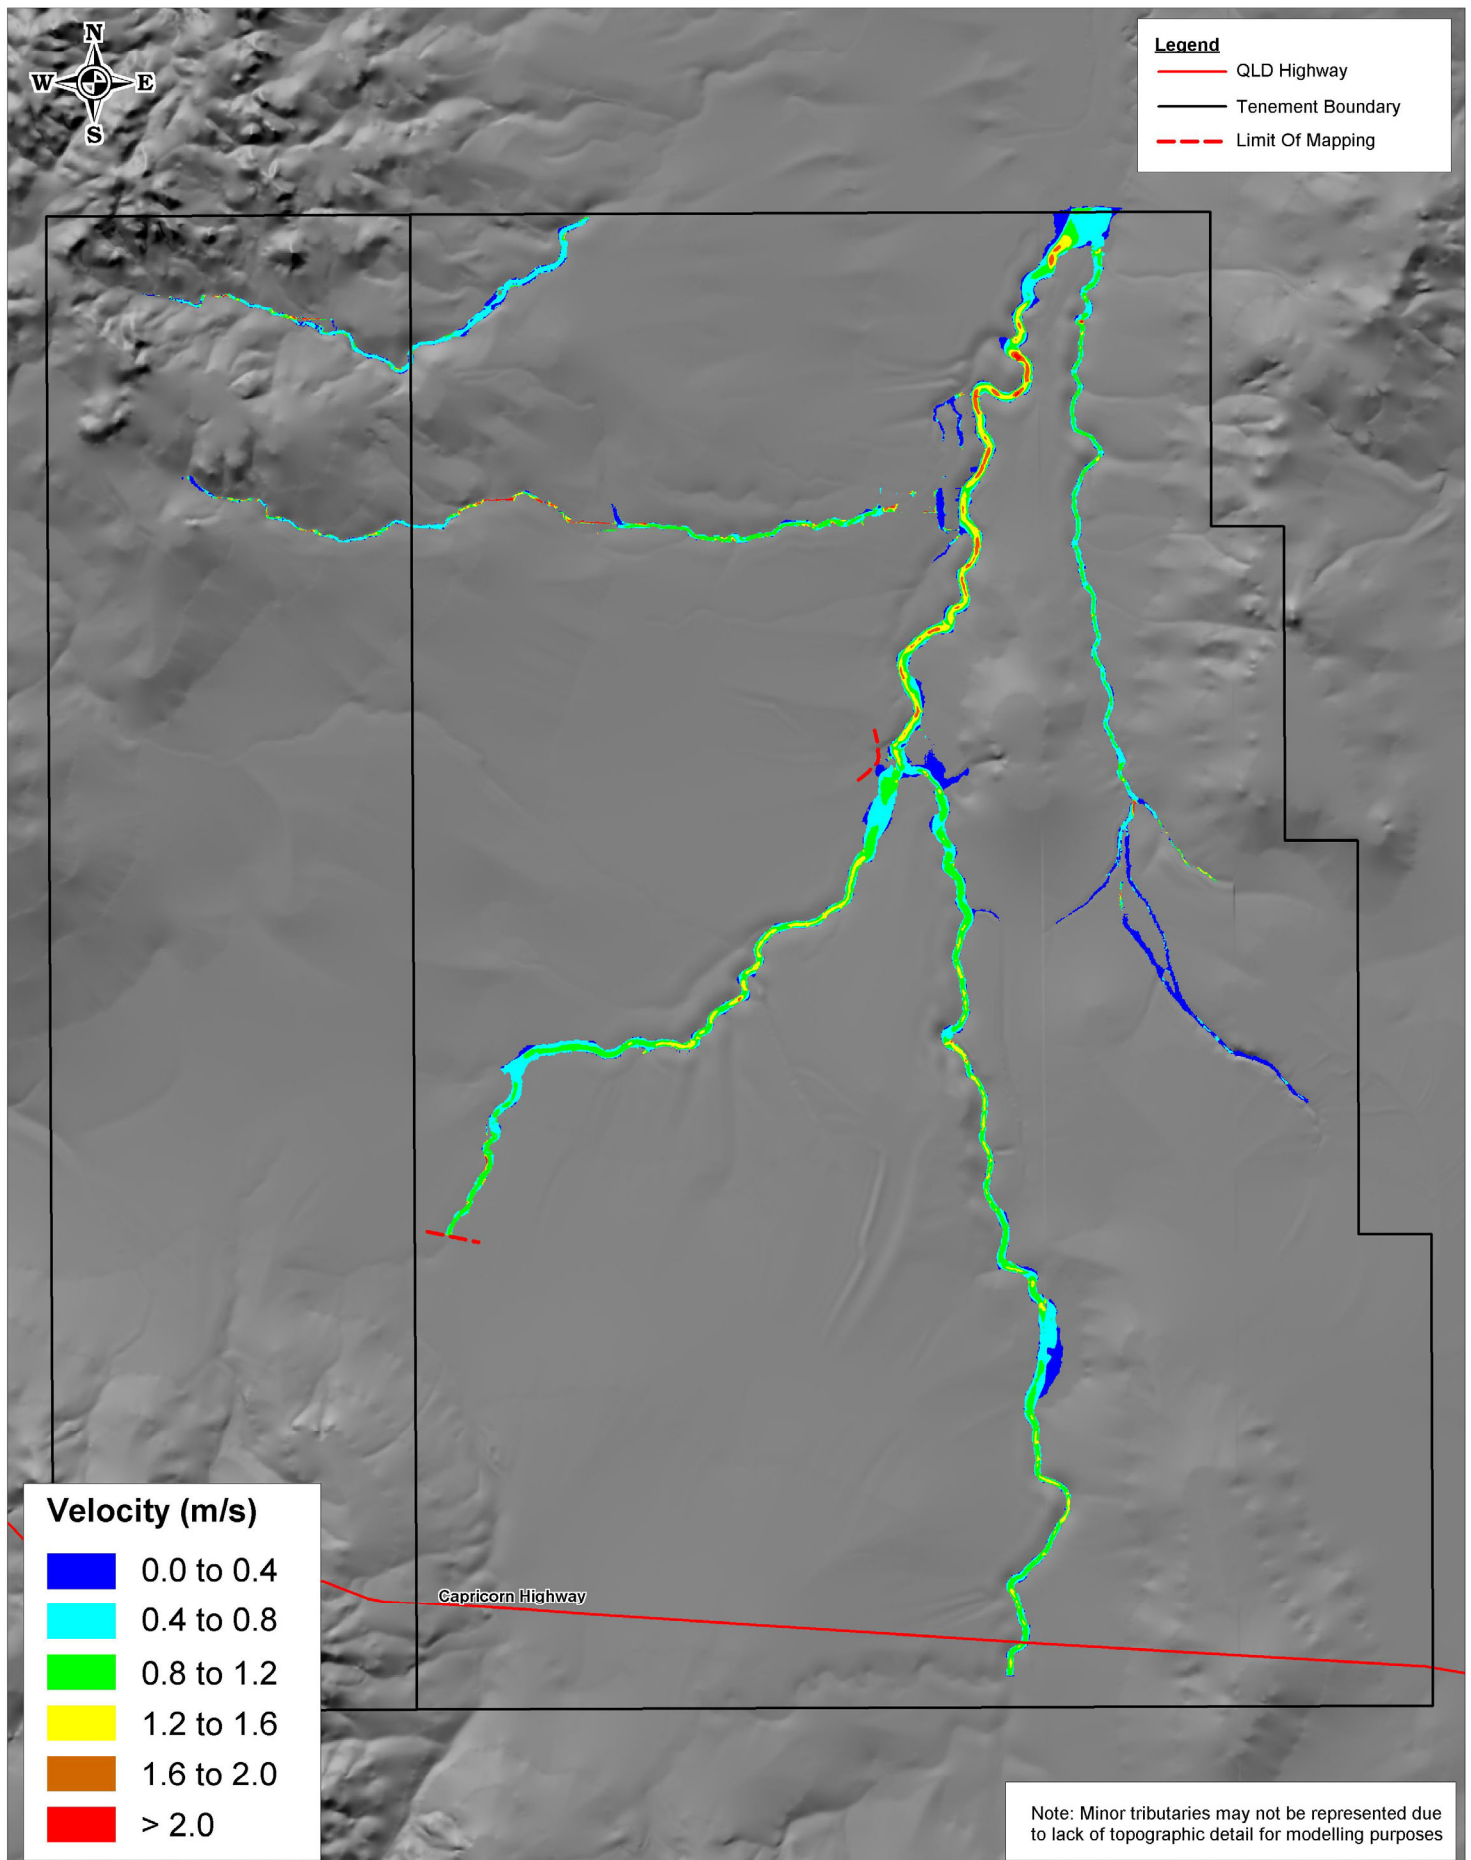 N
W E
S
Legend
QLD Highway
Tenement Boundary
Limit Of Mapping
Capricorn Highway
Velocity (m/s)
0.0 to 0.4
0.4 to 0.8
0.8 to 1.2
1.2 to 1.6
1.6 to 2.0
> 2.0
Note: Minor tributaries may not be represented due
to lack of topographic detail for modelling purposes